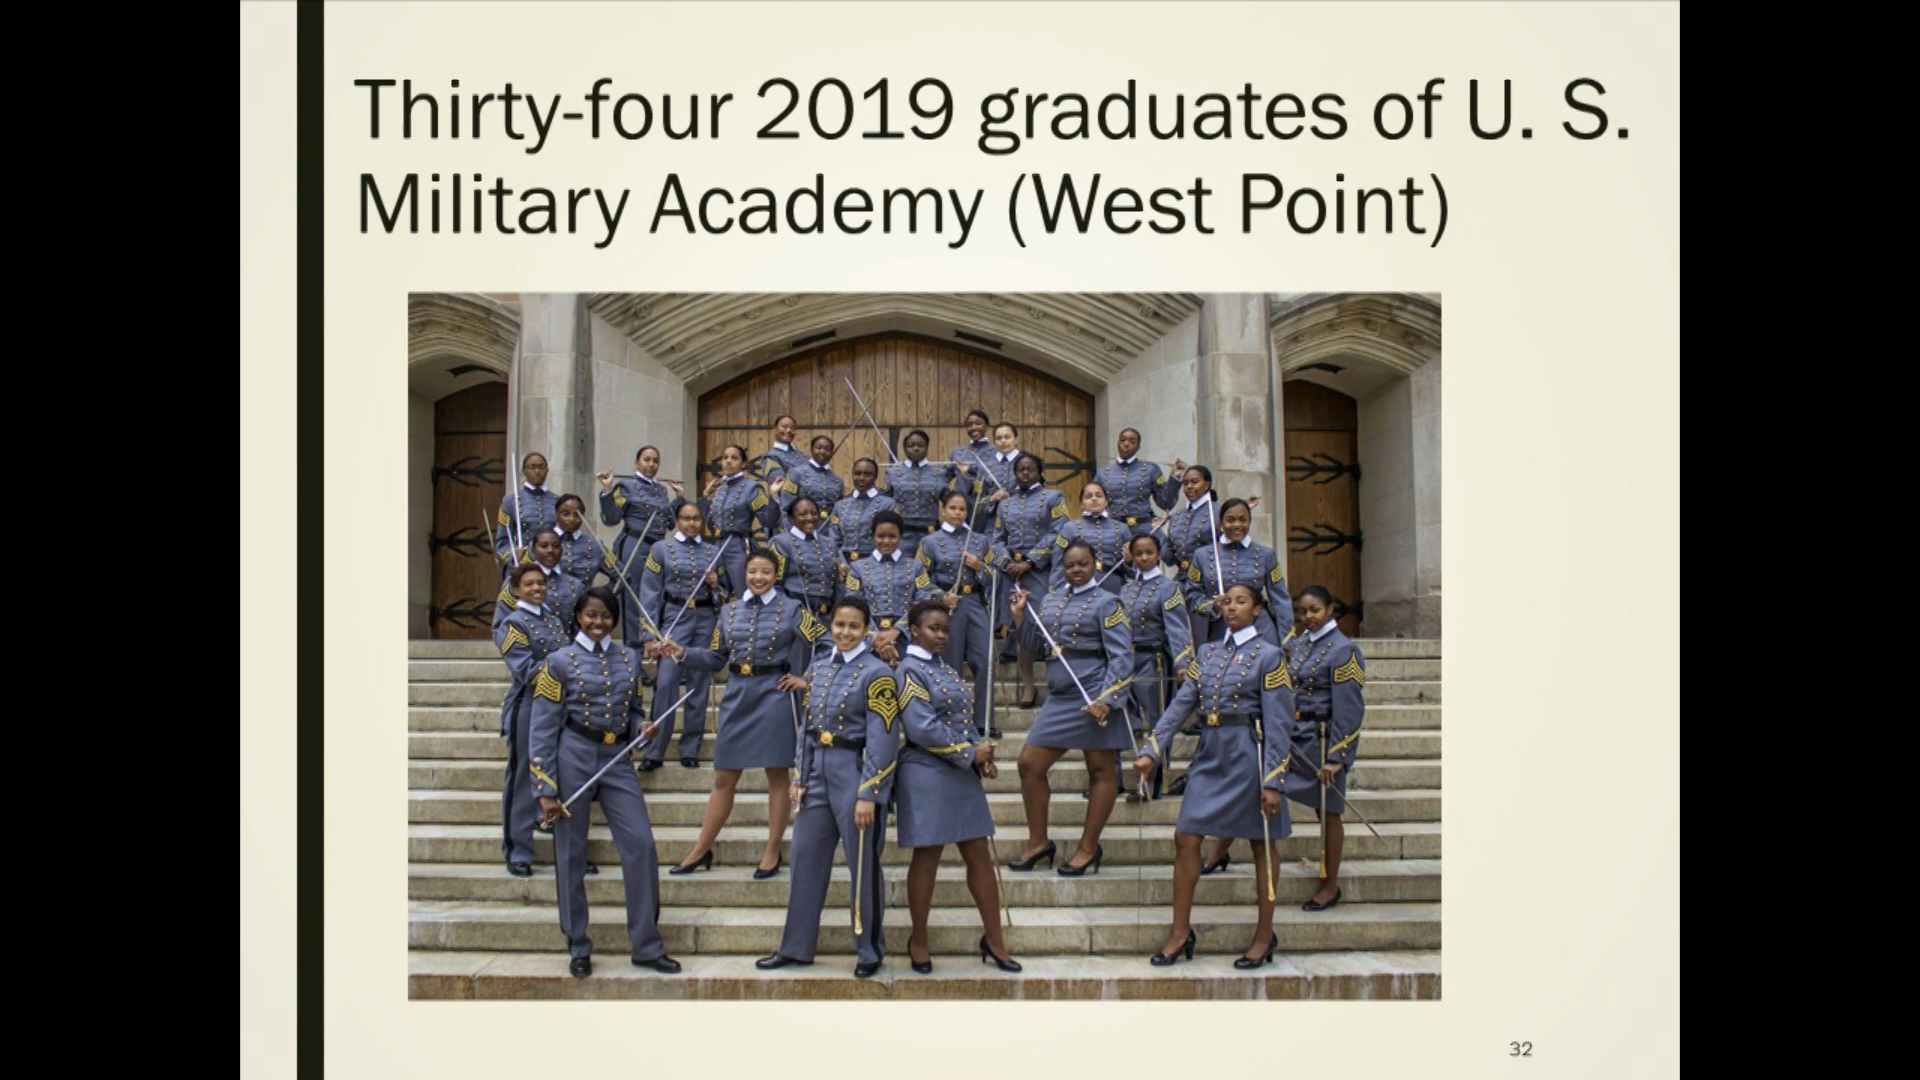 Thirty-four 2019 graduates of U. S.
Military Academy (West Point)
32